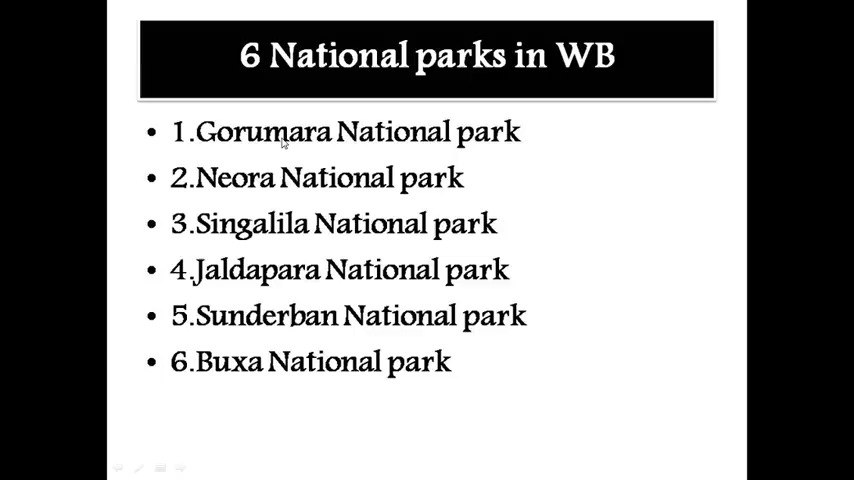 6 National parks in WB
• 1.Gorumara National park
• 2.Neora National park
• 3.Singalila National park
• 4.Jaldapara National park
• 5.Sunderban National park
• 6.Buxa National park